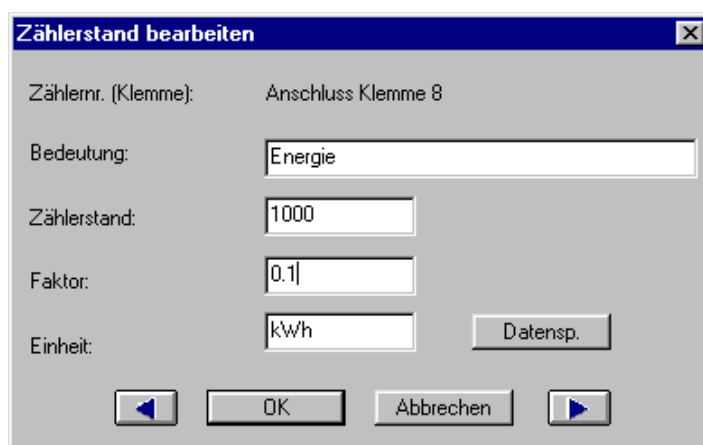 Zählerstand bearbeiten
Zählernr. (Klemme): Anschluss Klemme 8
Bedeutung: Energie
Zählerstand: 1000
Faktor: 0.1
Einheit: kWh Datensp.
OK Abbrechen